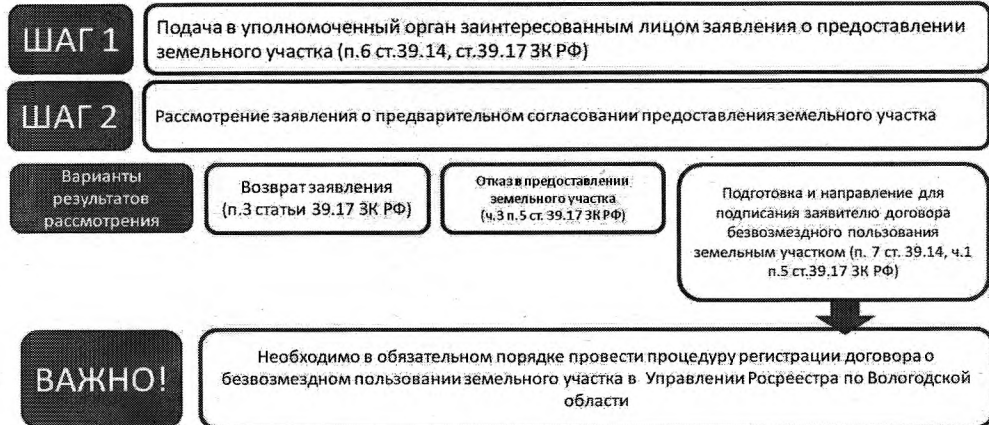 ШАГ 1
Подача в уполномоченный орган заинтересованным лицом заявления о предоставлении
земельного участка (п.6 ст.39.14, ст.39.17 ЗК РФ)
ШАГ 2
Рассмотрение заявления о предварительном согласовании предоставления земельного участка
Варианты
результатов
рассмотрения
Возврат заявления
(п.3 статьи 39.17 ЗК РФ)
Отказ в предоставлении
земельного участка
(ч.3 п.5 ст. 39.17 ЗК РФ)
Подготовка и направление для
подписания заявителю договора
безвозмездного пользования
земельным участком (п. 7 ст. 39.14, ч.1
п.5 ст.39.17 ЗК РФ)
ВАЖНО!
Необходимо в обязательном порядке провести процедуру регистрации договора о
безвозмездном пользовании земельного участка в Управлении Росреестра по Вологодской
области